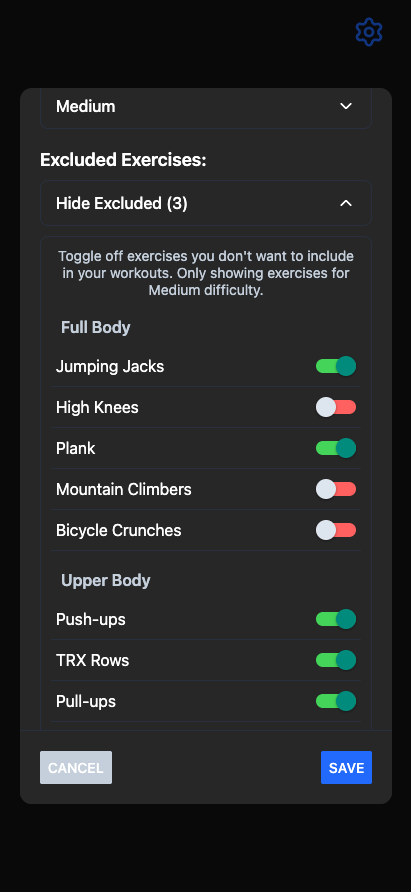 Medium
Excluded Exercises:
Hide Excluded (3)
Toggle off exercises you don't want to include
in your workouts. Only showing exercises for
Medium difficulty.
Full Body
Jumping Jacks
High Knees
Plank
Mountain Climbers
Bicycle Crunches
Upper Body
Push-ups
TRX Rows
Pull-ups
CANCEL
SAVE